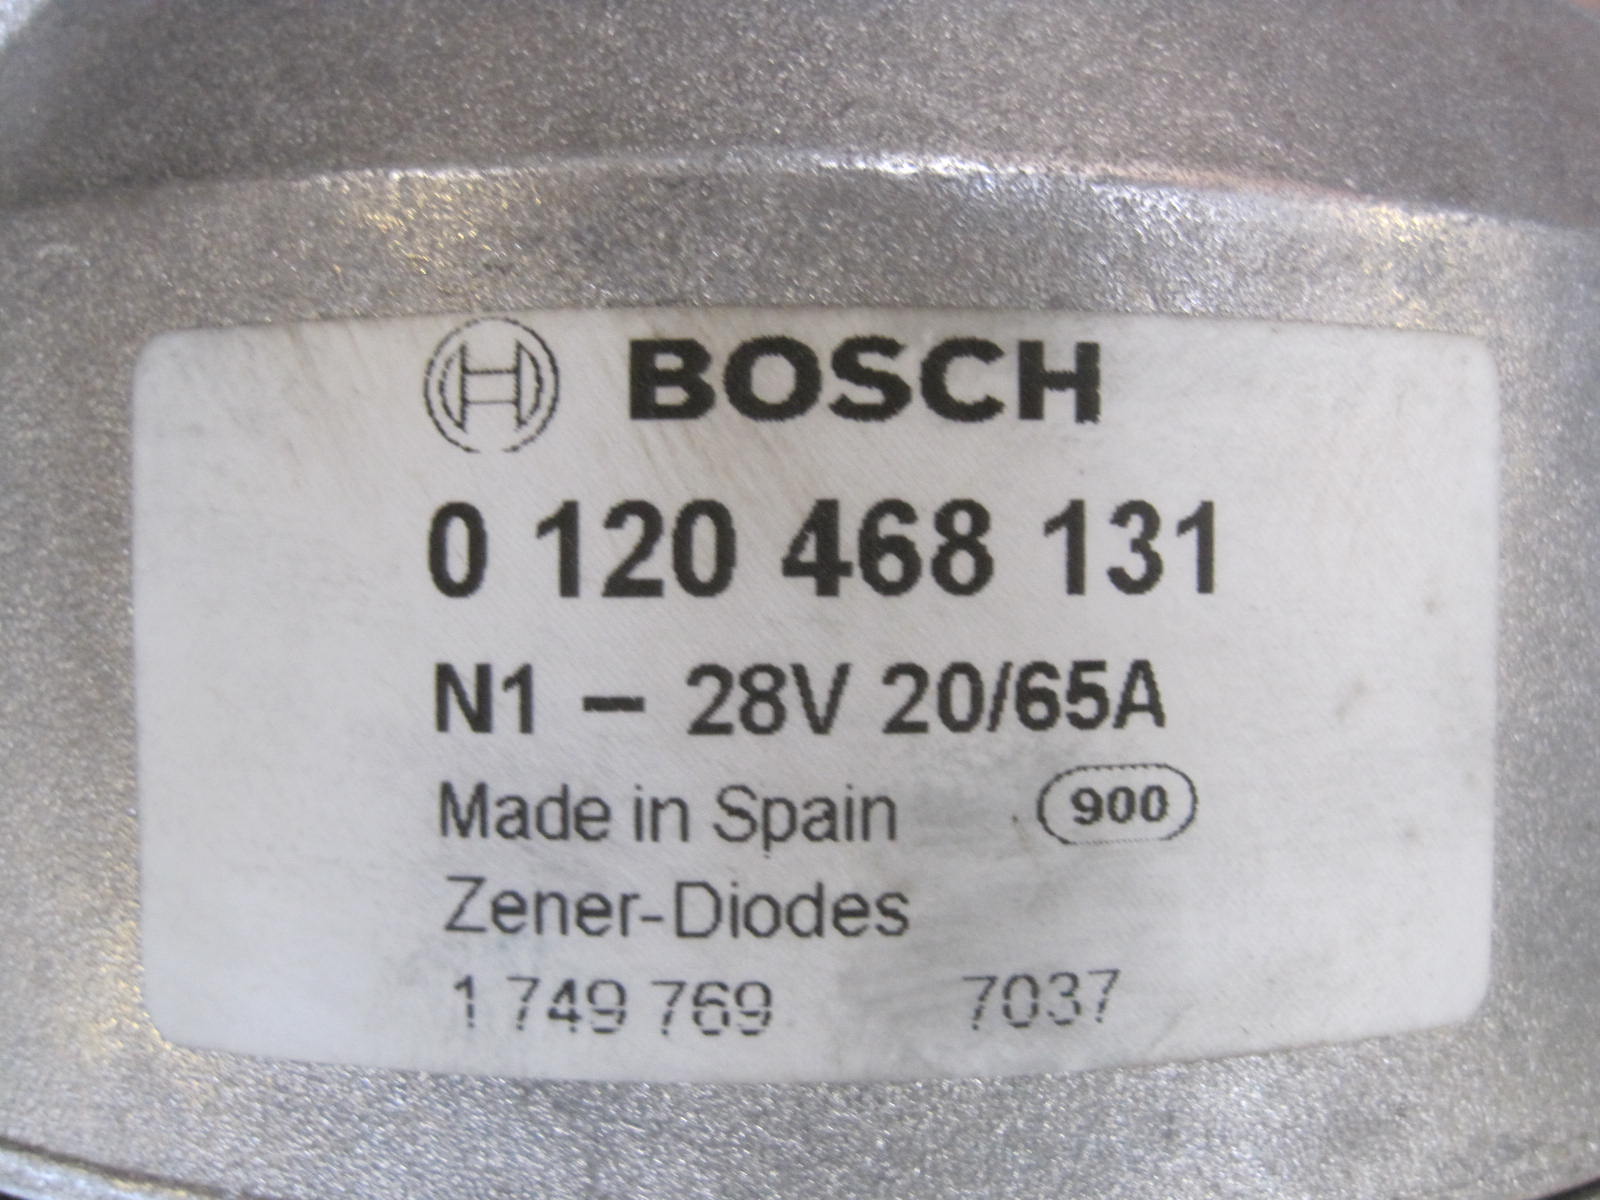 BOSCH
0 120 468 131
N1 – 28V 20/65A
Made in Spain 900
Zener-Diodes
1 749 769 7037